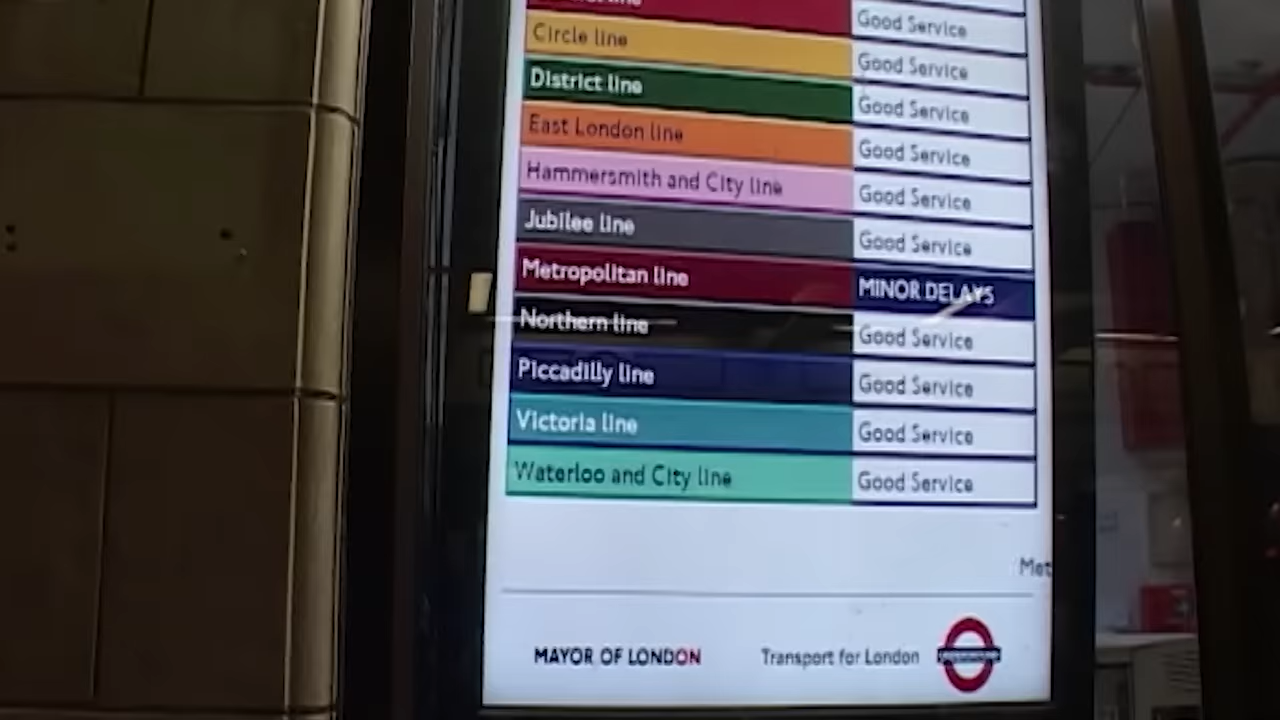 Good Service
Circle line Good Service
District line Good Service
East London line Good Service
Hammersmith and City line Good Service
Jubilee line Good Service
Metropolitan line MINOR DELAYS
Northern line Good Service
Piccadilly line Good Service
Victoria line Good Service
Waterloo and City line Good Service
Met
MAYOR OF LONDON Transport for London